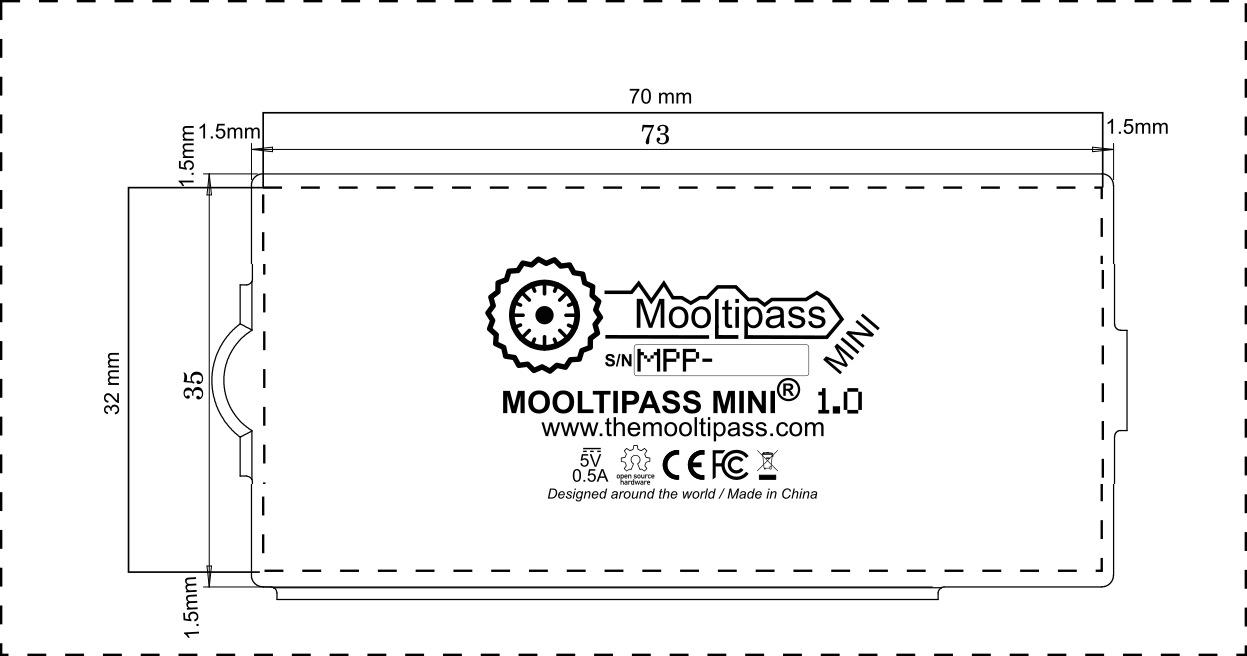 70 mm
1.5mm
73
1.5mm
1.5mm
Mooltipass
MINI
S/N MPP-
32 mm
35
MOOLTIPASS MINI® 1.0
www.themooltipass.com
5V
0.5A
open source
hardware
CE FC
Designed around the world / Made in China
1.5mm